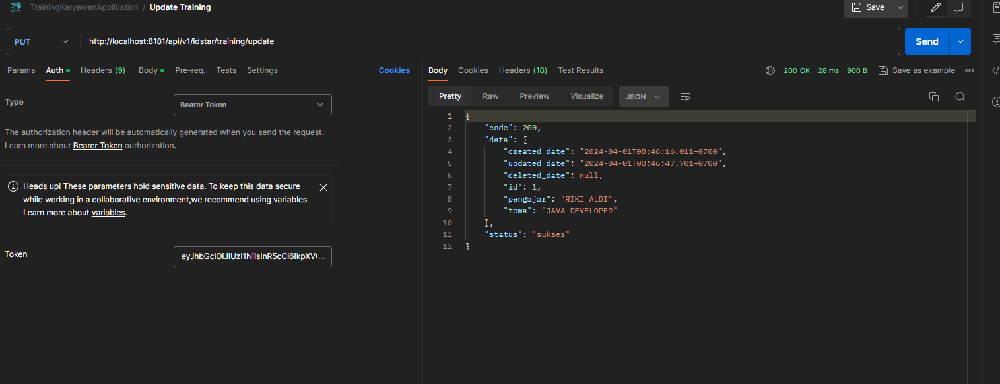 HTTP TrainingKaryawanApplication / Update Training
Save
PUT http://localhost:8181/api/v1/idstar/training/update
Send
Params Auth Headers (9) Body Pre-req. Tests Settings
Cookies
Type
Bearer Token
The authorization header will be automatically generated when you send the request.
Learn more about Bearer Token authorization.
Heads up! These parameters hold sensitive data. To keep this data secure
while working in a collaborative environment,we recommend using variables.
Learn more about variables.
Token
eyJhbGciOiJIUzI1NiIsInR5cCI6IkpXV...
Body Cookies Headers (18) Test Results
200 OK 28 ms 900 B Save as example
Pretty Raw Preview Visualize JSON
1 {
2 "code": 200,
3 "data": {
4 "created_date": "2024-04-01T08:46:16.011+0700",
5 "updated_date": "2024-04-01T08:46:47.701+0700",
6 "deleted_date": null,
7 "id": 1,
8 "pengajar": "RIKI ALDI",
9 "tema": "JAVA DEVELOPER"
10 },
11 "status": "sukses"
12 }